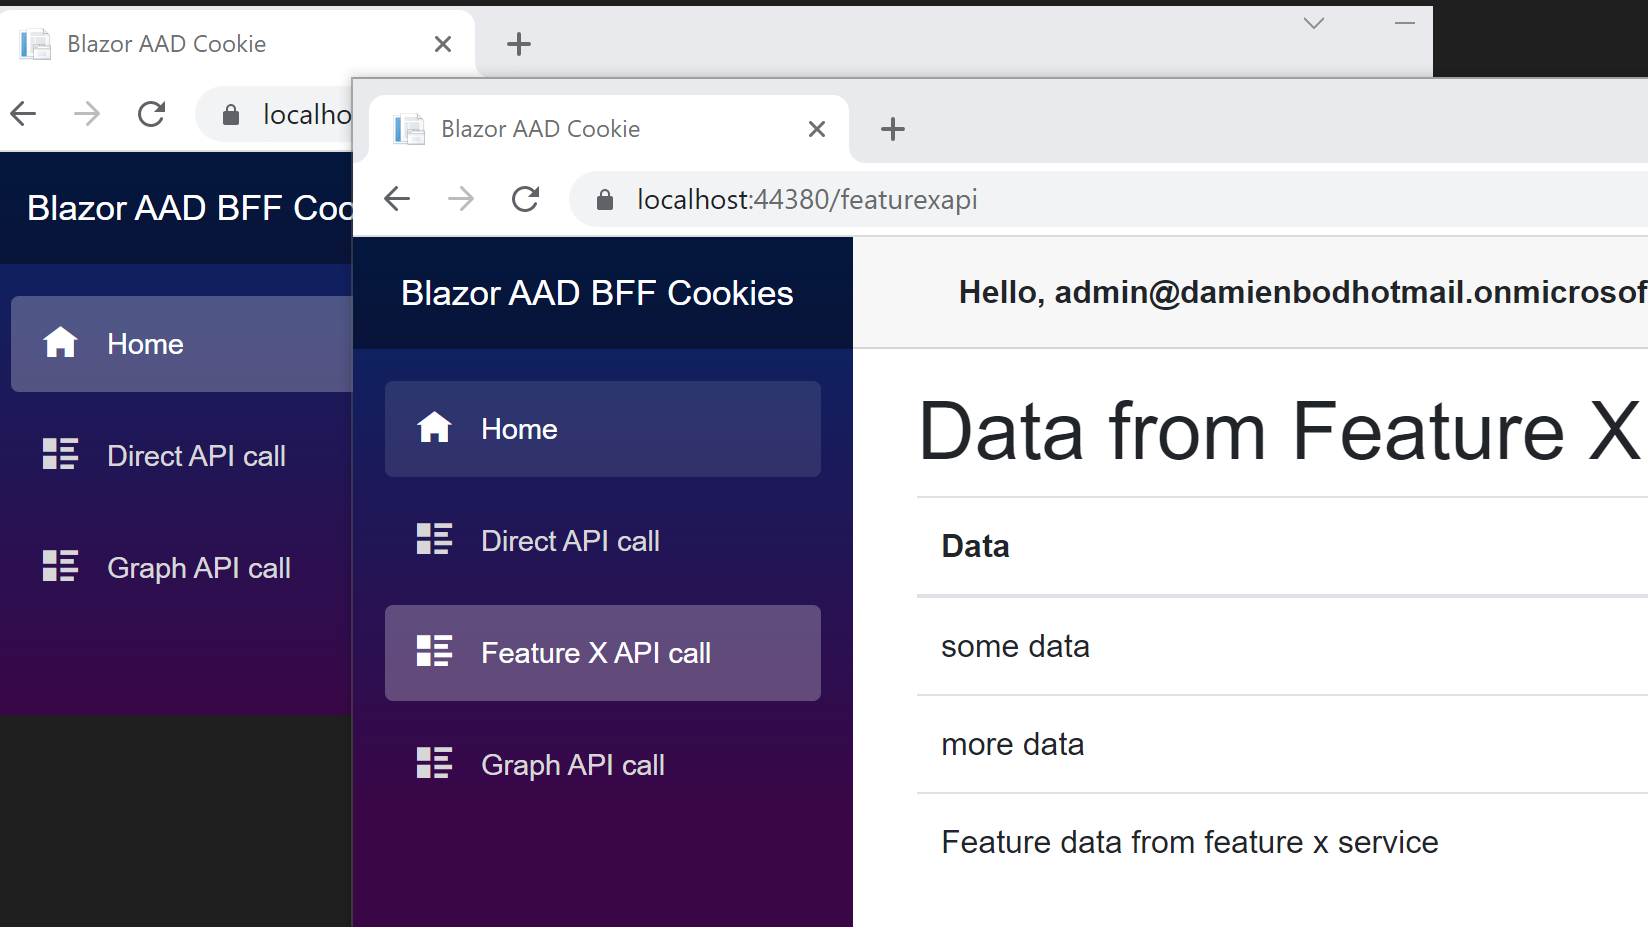 Blazor AAD Cookie
localho
Blazor AAD BFF Coo
Home
Direct API call
Graph API call
Blazor AAD Cookie
localhost:44380/featurexapi
Blazor AAD BFF Cookies
Home
Direct API call
Feature X API call
Graph API call
Hello, admin@damienbodhotmail.onmicrosof
Data from Feature X
Data
some data
more data
Feature data from feature x service